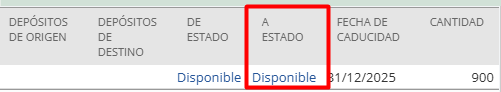 DEPÓSITOS DE ORIGEN DEPÓSITOS DE DESTINO DE ESTADO A ESTADO FECHA DE CADUCIDAD CANTIDAD
Disponible Disponible 31/12/2025 900